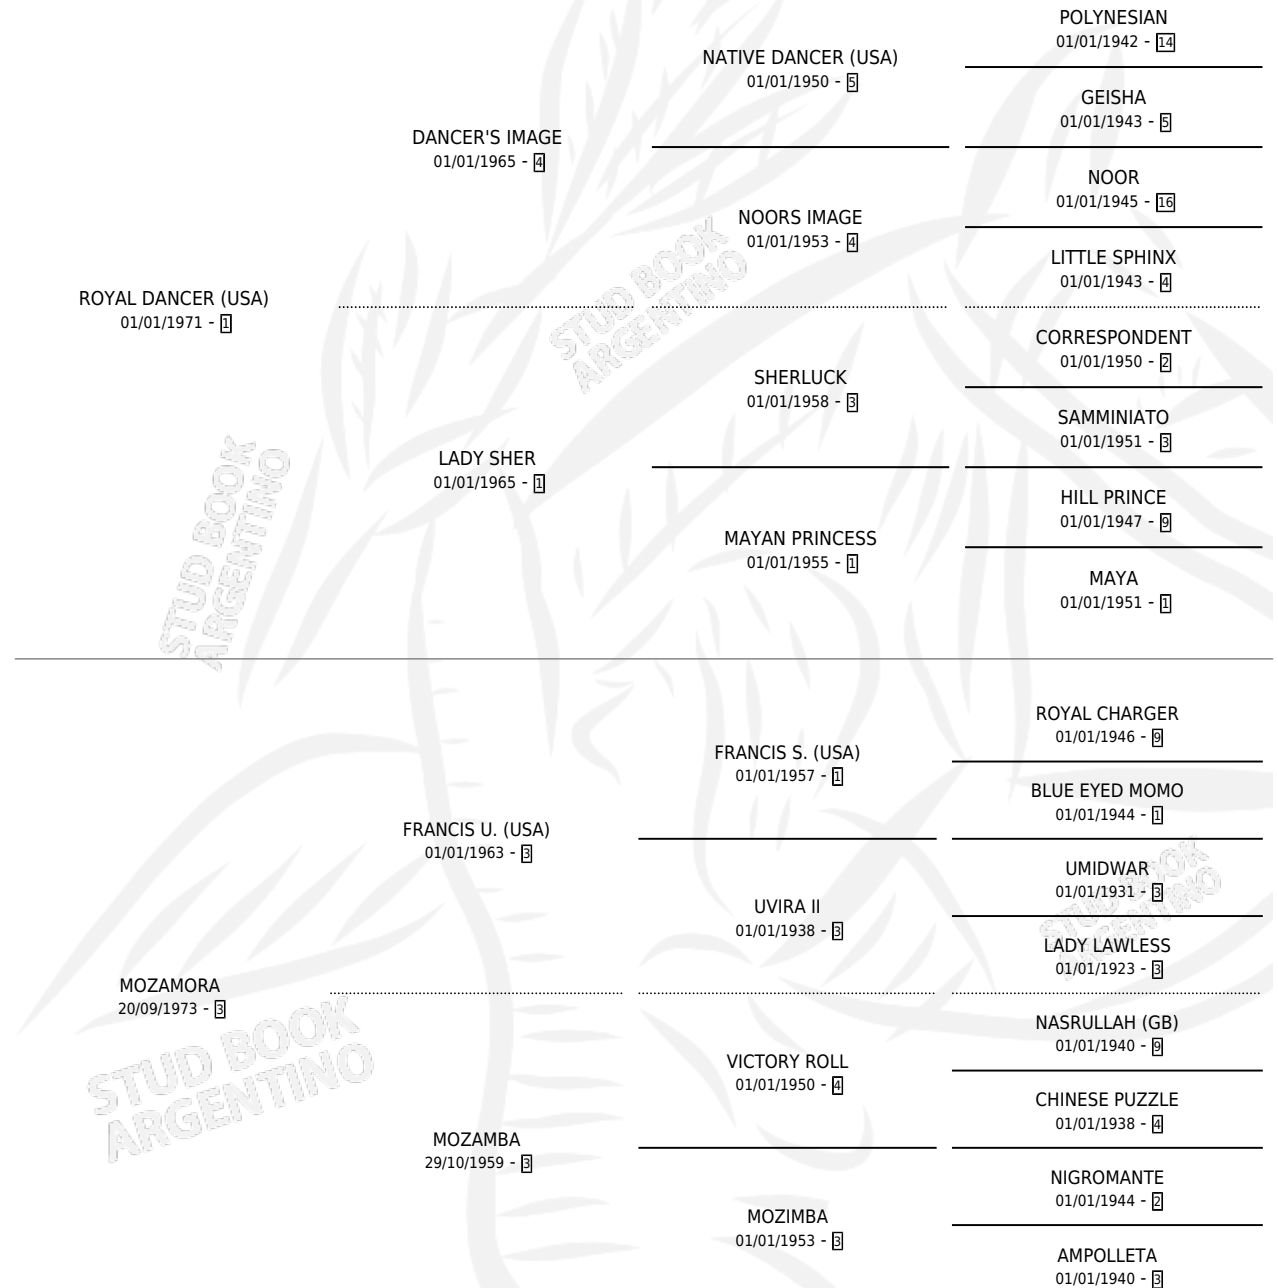 POLYNESIAN
01/01/1942 - 14
NATIVE DANCER (USA)
01/01/1950 - 5
GEISHA
01/01/1943 - 5
DANCER'S IMAGE
01/01/1965 - 4
NOOR
01/01/1945 - 16
NOORS IMAGE
01/01/1953 - 4
LITTLE SPHINX
01/01/1943 - 4
ROYAL DANCER (USA)
01/01/1971 - 1
STUD BOOK
ARGENTINO
CORRESPONDENT
01/01/1950 - 2
SHERLUCK
01/01/1958 - 3
SAMMINIATO
01/01/1951 - 3
LADY SHER
01/01/1965 - 1
HILL PRINCE
01/01/1947 - 9
MAYAN PRINCESS
01/01/1955 - 1
MAYA
01/01/1951 - 1
STUD BOOK
ARGENTINO
ROYAL CHARGER
01/01/1946 - 9
FRANCIS S. (USA)
01/01/1957 - 1
BLUE EYED MOMO
01/01/1944 - 1
FRANCIS U. (USA)
01/01/1963 - 3
UMIDWAR
01/01/1931 - 3
UVIRA II
01/01/1938 - 3
LADY LAWLESS
01/01/1923 - 3
STUD BOOK
ARGENTINO
MOZAMORA
20/09/1973 - 3
NASRULLAH (GB)
01/01/1940 - 9
VICTORY ROLL
01/01/1950 - 4
CHINESE PUZZLE
01/01/1938 - 4
STUD BOOK
ARGENTINO
MOZAMBA
29/10/1959 - 3
NIGROMANTE
01/01/1944 - 2
MOZIMBA
01/01/1953 - 3
AMPOLLETA
01/01/1940 - 3